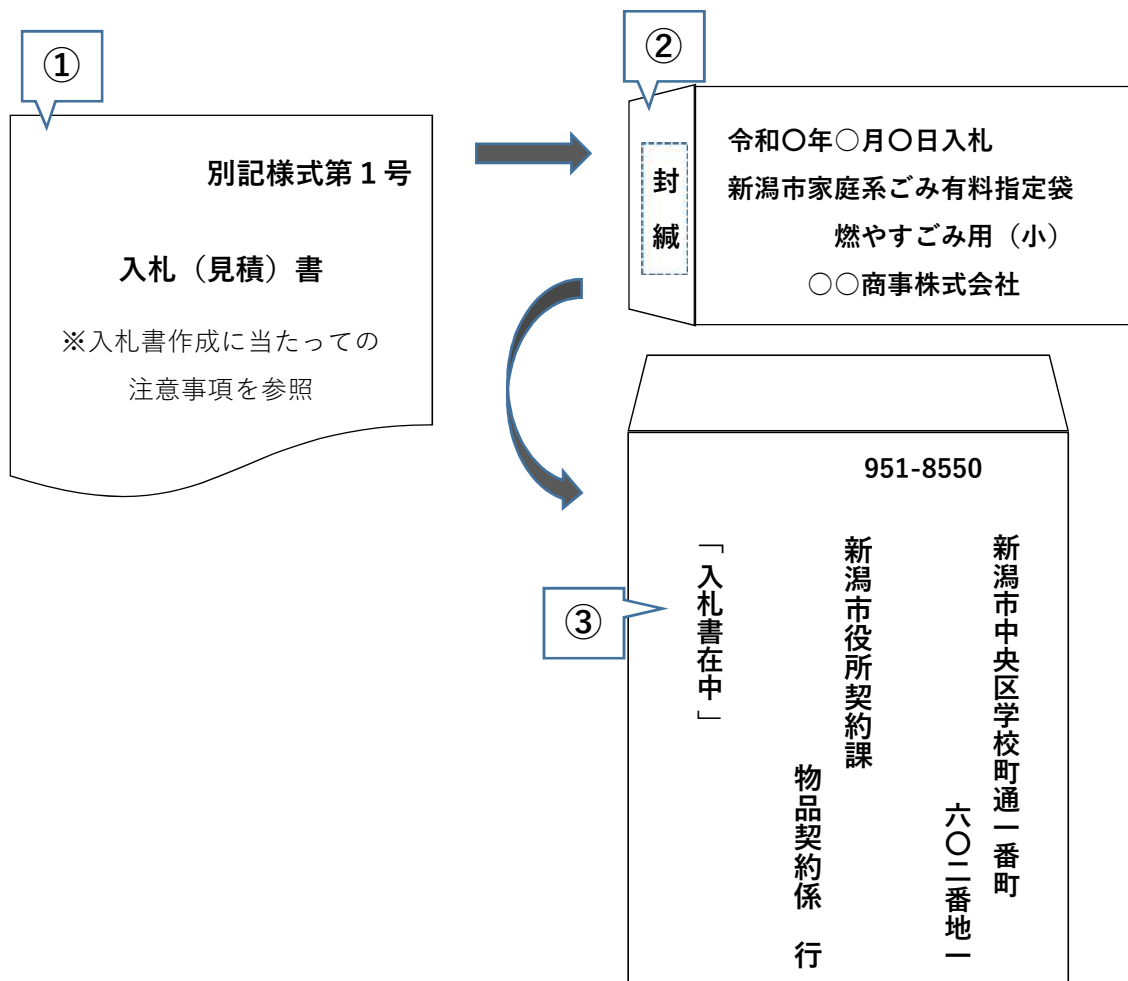 ①
別記様式第１号
入札（見積）書
※入札書作成に当たっての
注意事項を参照
②
封緘
令和〇年○月〇日入札
新潟市家庭系ごみ有料指定袋
燃やすごみ用（小）
○○商事株式会社
③
951-8550
新潟市中央区学校町通一番町
六〇二番地一
新潟市役所契約課
物品契約係　行
「入札書在中」